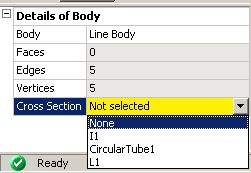 Details of Body
Body Line Body
Faces 0
Edges 5
Vertices 5
Cross Section Not selected
None
I1
CircularTube1
L1
Ready